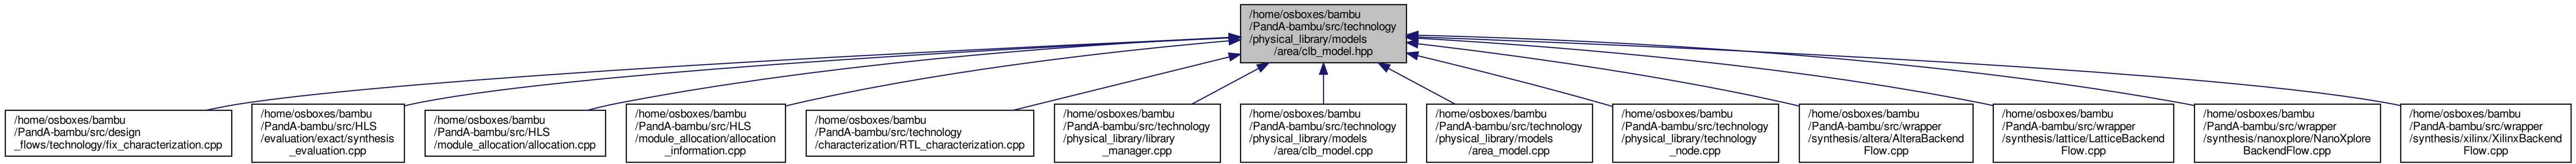 /home/osboxes/bambu
/PandA-bambu/src/technology
/physical_library/models
/area/clb_model.hpp
/home/osboxes/bambu
/PandA-bambu/src/design
_flows/technology/fix_characterization.cpp
/home/osboxes/bambu
/PandA-bambu/src/HLS
/evaluation/exact/synthesis
_evaluation.cpp
/home/osboxes/bambu
/PandA-bambu/src/HLS
/module_allocation/allocation.cpp
/home/osboxes/bambu
/PandA-bambu/src/HLS
/module_allocation/allocation
_information.cpp
/home/osboxes/bambu
/PandA-bambu/src/technology
/characterization/RTL_characterization.cpp
/home/osboxes/bambu
/PandA-bambu/src/technology
/physical_library/library
_manager.cpp
/home/osboxes/bambu
/PandA-bambu/src/technology
/physical_library/models
/area/clb_model.cpp
/home/osboxes/bambu
/PandA-bambu/src/technology
/physical_library/models
/area_model.cpp
/home/osboxes/bambu
/PandA-bambu/src/technology
/physical_library/technology
_node.cpp
/home/osboxes/bambu
/PandA-bambu/src/wrapper
/synthesis/altera/AlteraBackend
Flow.cpp
/home/osboxes/bambu
/PandA-bambu/src/wrapper
/synthesis/lattice/LatticeBackend
Flow.cpp
/home/osboxes/bambu
/PandA-bambu/src/wrapper
/synthesis/nanoxplore/NanoXplore
BackendFlow.cpp
/home/osboxes/bambu
/PandA-bambu/src/wrapper
/synthesis/xilinx/XilinxBackend
Flow.cpp